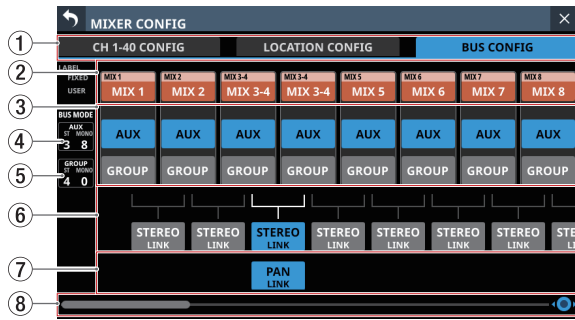 MIXER CONFIG
1 CH 1-40 CONFIG LOCATION CONFIG BUS CONFIG
LABEL
2 FIXED MIX 1 MIX 2 MIX 3-4 MIX 3-4 MIX 5 MIX 6 MIX 7 MIX 8
USER MIX 1 MIX 2 MIX 3-4 MIX 3-4 MIX 5 MIX 6 MIX 7 MIX 8
3
BUS MODE
AUX
ST MONO
4 3 8 AUX AUX AUX AUX AUX AUX AUX AUX
GROUP
ST MONO
5 4 0 GROUP GROUP GROUP GROUP GROUP GROUP GROUP GROUP
6
STEREO STEREO STEREO STEREO STEREO STEREO STEREO STE
LINK LINK LINK LINK LINK LINK LINK
7 PAN
LINK
8